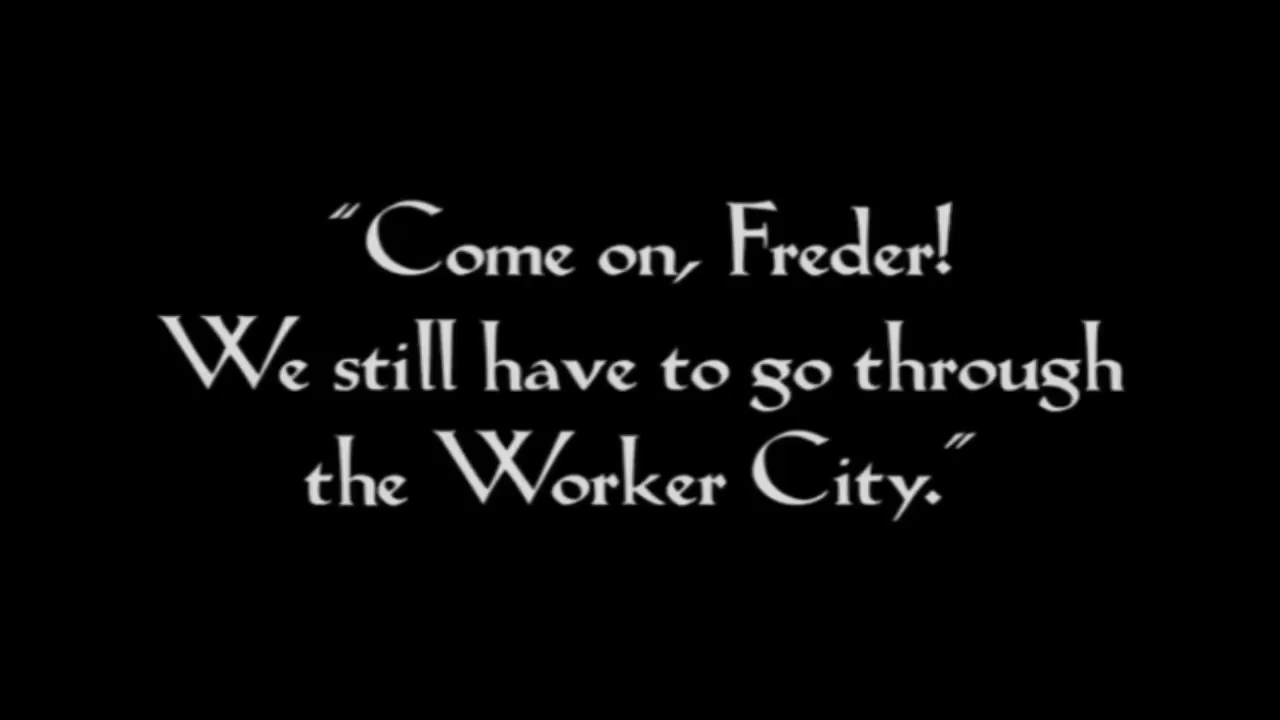 “Come on, Freder!
We still have to go through
the Worker City.”